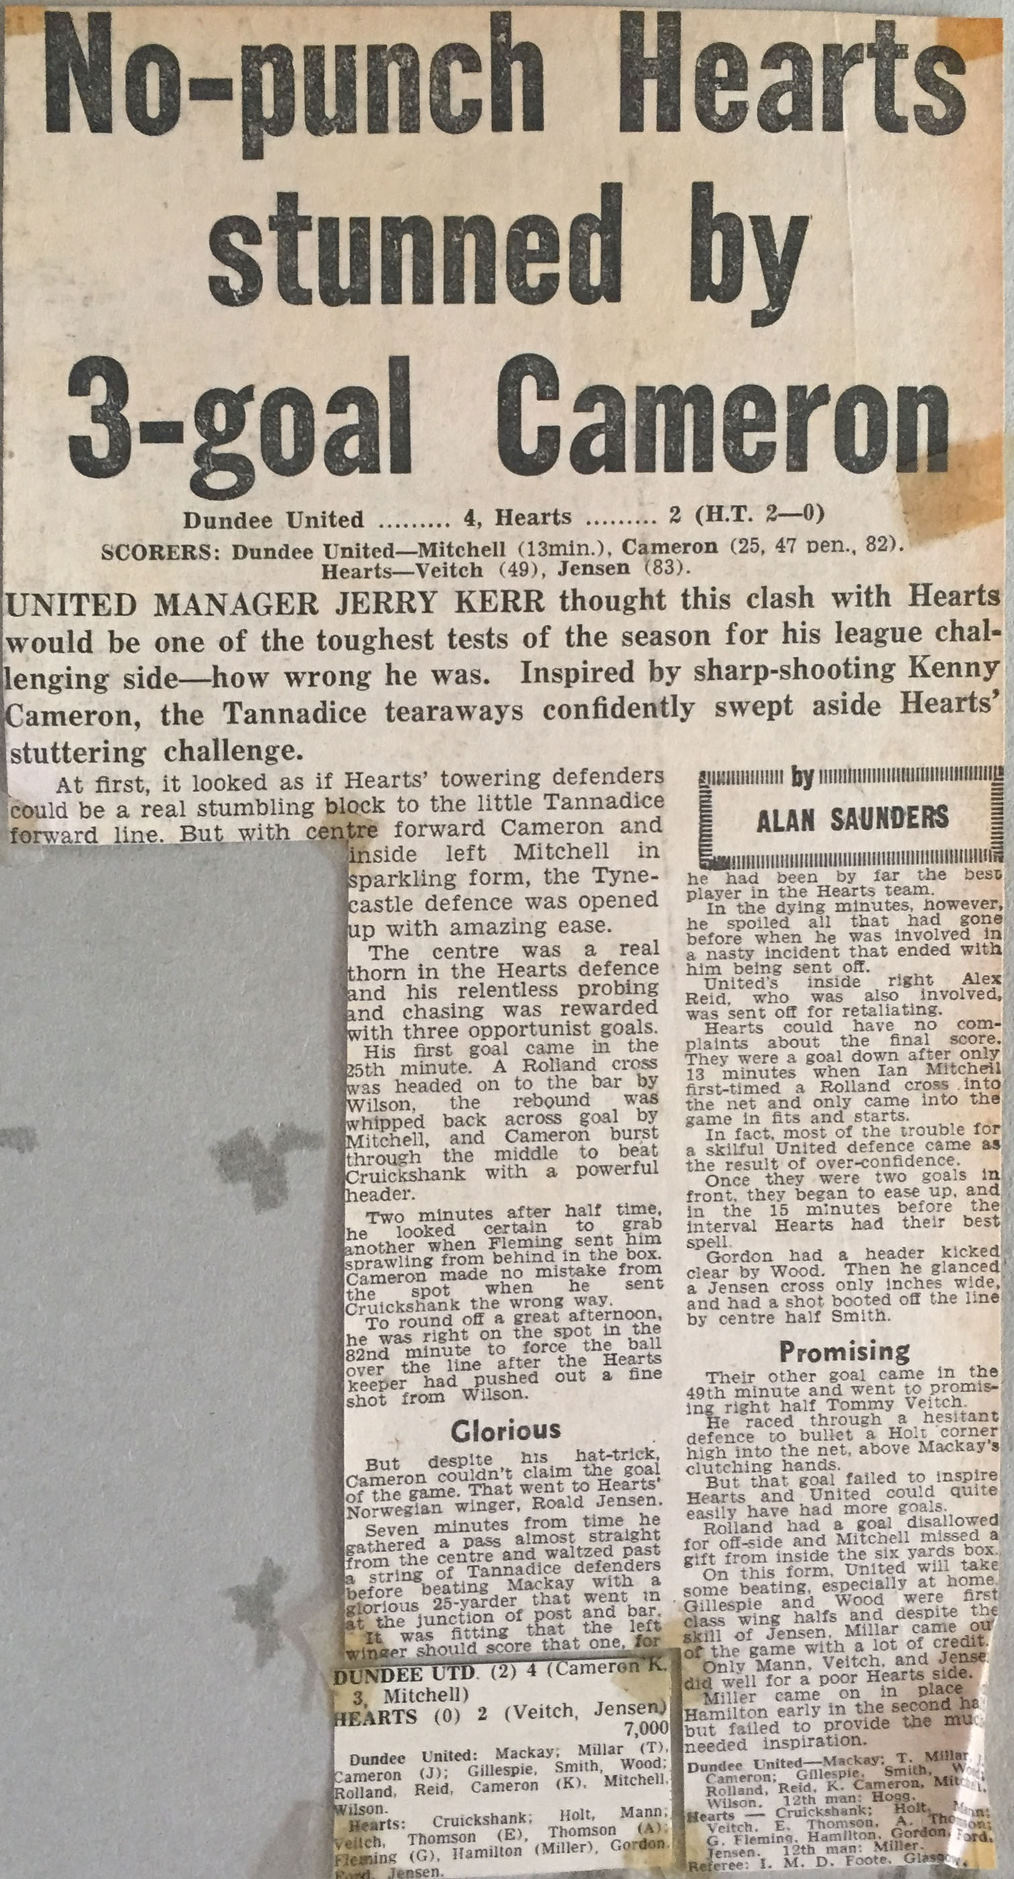 No-punch Hearts
stunned by
3-goal Cameron
Dundee United ......... 4, Hearts ......... 2 (H.T. 2—0)
SCORERS: Dundee United—Mitchell (13min.), Cameron (25, 47 pen., 82).
Hearts—Veitch (49), Jensen (83).
UNITED MANAGER JERRY KERR thought this clash with Hearts
would be one of the toughest tests of the season for his league chal-
lenging side—how wrong he was. Inspired by sharp-shooting Kenny
Cameron, the Tannadice tearaways confidently swept aside Hearts'
stuttering challenge.
At first, it looked as if Hearts' towering defenders
could be a real stumbling block to the little Tannadice
forward line. But with centre forward Cameron and
inside left Mitchell in
sparkling form, the Tyne-
castle defence was opened
up with amazing ease.
The centre was a real
thorn in the Hearts defence
and his relentless probing
and chasing was rewarded
with three opportunist goals.
His first goal came in the
25th minute. A Rolland cross
was headed on to the bar by
Wilson, the rebound was
whipped back across goal by
Mitchell, and Cameron burst
through the middle to beat
Cruickshank with a powerful
header.
Two minutes after half time,
he looked certain to grab
another when Fleming sent him
sprawling from behind in the box.
Cameron made no mistake from
the spot when he sent
Cruickshank the wrong way.
To round off a great afternoon,
he was right on the spot in the
82nd minute to force the ball
over the line after the Hearts
keeper had pushed out a fine
shot from Wilson.
Glorious
But despite his hat-trick,
Cameron couldn't claim the goal
of the game. That went to Hearts'
Norwegian winger, Roald Jensen.
Seven minutes from time he
gathered a pass almost straight
from the centre and waltzed past
a string of Tannadice defenders
before beating Mackay with a
glorious 25-yarder that went in
at the junction of post and bar.
It was fitting that the left
winger should score that one, for
DUNDEE UTD. (2) 4 (Cameron K.
3, Mitchell)
HEARTS (0) 2 (Veitch, Jensen)
7,000
Dundee United: Mackay; Millar (T),
Cameron (J); Gillespie, Smith, Wood;
Rolland, Reid, Cameron (K), Mitchell,
Wilson.
Hearts: Cruickshank; Holt, Mann;
Veitch, Thomson (E), Thomson (A);
Fleming (G), Hamilton (Miller), Gordon,
Ford, Jensen.
by
ALAN SAUNDERS
he had been by far the best
player in the Hearts team.
In the dying minutes, however,
he spoiled all that had gone
before when he was involved in
a nasty incident that ended with
him being sent off.
United's inside right Alex
Reid, who was also involved,
was sent off for retaliating.
Hearts could have no com-
plaints about the final score.
They were a goal down after only
13 minutes when Ian Mitchell
first-timed a Rolland cross into
the net and only came into the
game in fits and starts.
In fact, most of the trouble for
a skilful United defence came as
the result of over-confidence.
Once they were two goals in
front, they began to ease up, and
in the 15 minutes before the
interval Hearts had their best
spell.
Gordon had a header kicked
clear by Wood. Then he glanced
a Jensen cross only inches wide,
and had a shot booted off the line
by centre half Smith.
Promising
Their other goal came in the
49th minute and went to promis-
ing right half Tommy Veitch.
He raced through a hesitant
defence to bullet a Holt corner
high into the net, above Mackay's
clutching hands.
But that goal failed to inspire
Hearts and United could quite
easily have had more goals.
Rolland had a goal disallowed
for off-side and Mitchell missed a
gift from inside the six yards box.
On this form, United will take
some beating, especially at home.
Gillespie and Wood were first
class wing halfs and despite the
skill of Jensen, Millar came ou
of the game with a lot of credit.
Only Mann, Veitch, and Jense
did well for a poor Hearts side.
Miller came on in place
Hamilton early in the second ha
but failed to provide the muc
needed inspiration.
Dundee United—Mackay; T. Millar, J.
Cameron; Gillespie, Smith, Wood;
Rolland, Reid, K. Cameron, Mitchel,
Wilson. 12th man: Hogg.
Hearts — Cruickshank; Holt, Mann;
Veitch, E. Thomson, A. Thomson;
G. Fleming, Hamilton, Gordon, Ford,
Jensen. 12th man: Miller.
Referee: I. M. D. Foote, Glasgow.